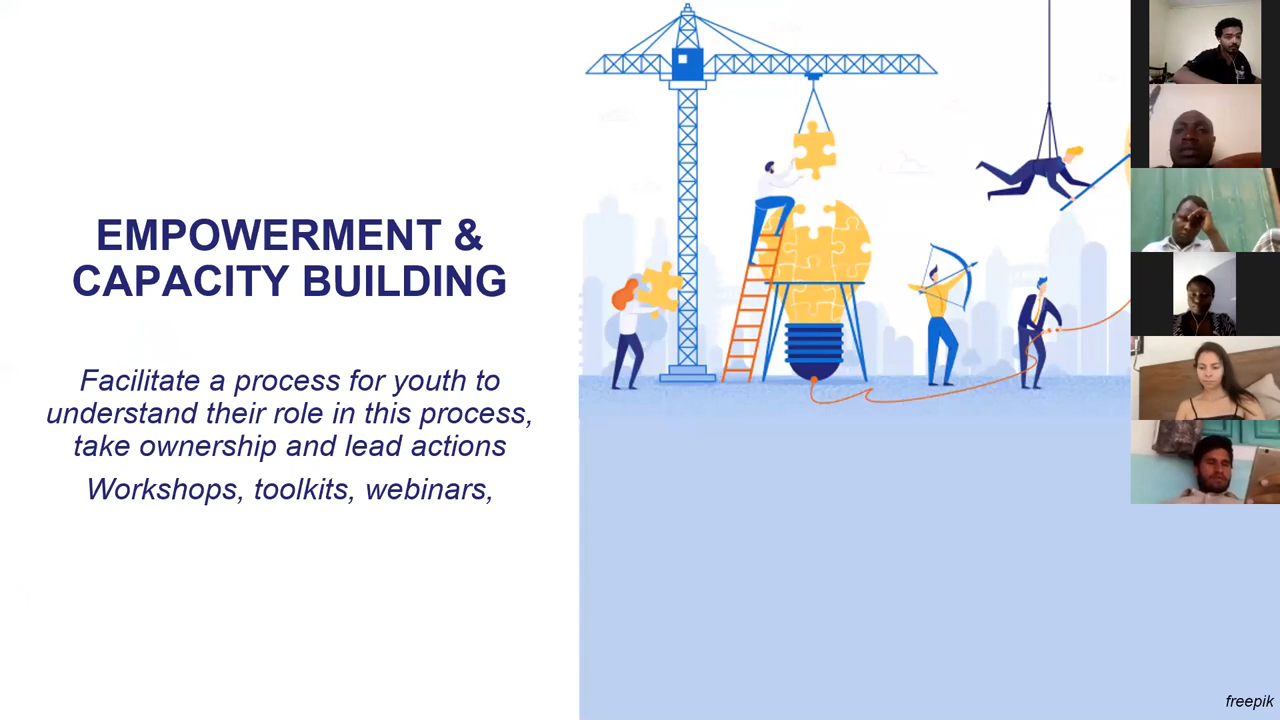 EMPOWERMENT &
CAPACITY BUILDING
Facilitate a process for youth to
understand their role in this process,
take ownership and lead actions
Workshops, toolkits, webinars,
freepik